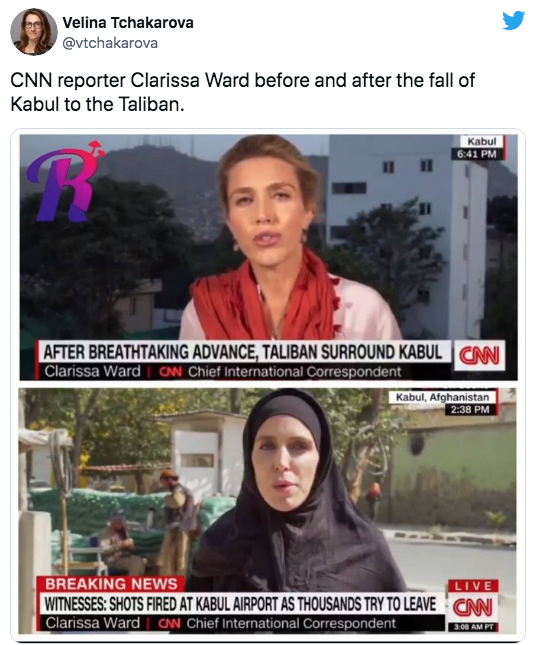 Velina Tchakarova
@vtchakarova
CNN reporter Clarissa Ward before and after the fall of
Kabul to the Taliban.
R
Kabul
6:41 PM
AFTER BREATHTAKING ADVANCE, TALIBAN SURROUND KABUL
CNN
Clarissa Ward | CNN Chief International Correspondent
Kabul, Afghanistan
2:38 PM
BREAKING NEWS
LIVE
WITNESSES: SHOTS FIRED AT KABUL AIRPORT AS THOUSANDS TRY TO LEAVE
CNN
Clarissa Ward | CNN Chief International Correspondent
3:08 AM PT